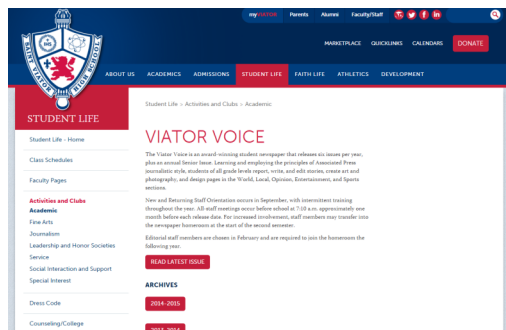 myVIATOR Parents Alumni Faculty/Staff
MARKETPLACE QUICKLINKS CALENDARS DONATE
SAINT VIATOR HIGH SCHOOL
ABOUT US ACADEMICS ADMISSIONS STUDENT LIFE FAITH LIFE ATHLETICS DEVELOPMENT
STUDENT LIFE
Student Life - Home
Class Schedules
Faculty Pages
Activities and Clubs
Academic
Fine Arts
Journalism
Leadership and Honor Societies
Service
Social Interaction and Support
Special Interest
Dress Code
Counseling/College
Student Life > Activities and Clubs > Academic
VIATOR VOICE
The Viator Voice is an award-winning student newspaper that releases six issues per year,
plus an annual Senior Issue. Learning and employing the principles of Associated Press
journalistic style, students of all grade levels report, write, and edit stories, create art and
photography, and design pages in the World, Local, Opinion, Entertainment, and Sports
sections.
New and Returning Staff Orientation occurs in September, with intermittent training
throughout the year. All staff meetings occur before school at 7:10 a.m. approximately one
month before each release date. For increased involvement, staff members may transfer into
the newspaper homeroom at the start of the second semester.
Editorial staff members are chosen in February and are required to join the homeroom the
following year.
READ LATEST ISSUE
ARCHIVES
2014-2015
2013-2014